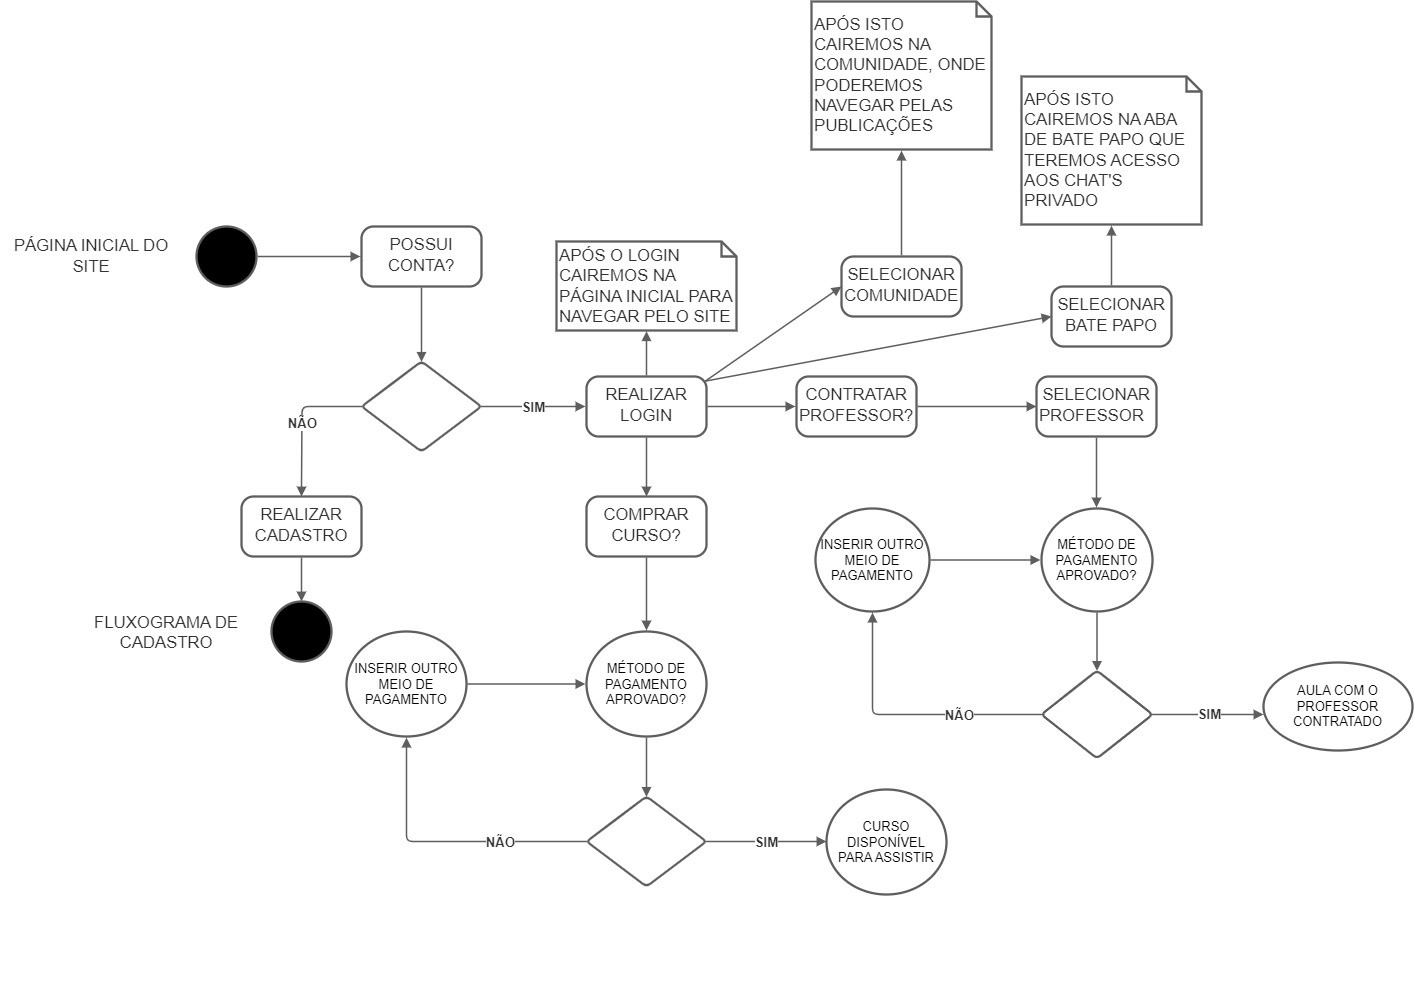 APÓS ISTO
CAIREMOS NA
COMUNIDADE, ONDE
PODEREMOS
NAVEGAR PELAS
PUBLICAÇÕES
APÓS ISTO
CAIREMOS NA ABA
DE BATE PAPO QUE
TEREMOS ACESSO
AOS CHAT'S
PRIVADO
PÁGINA INICIAL DO
SITE
POSSUI
CONTA?
APÓS O LOGIN
CAIREMOS NA
PÁGINA INICIAL PARA
NAVEGAR PELO SITE
SELECIONAR
COMUNIDADE
SELECIONAR
BATE PAPO
NÃO
SIM
REALIZAR
LOGIN
CONTRATAR
PROFESSOR?
SELECIONAR
PROFESSOR
REALIZAR
CADASTRO
COMPRAR
CURSO?
INSERIR OUTRO
MEIO DE
PAGAMENTO
MÉTODO DE
PAGAMENTO
APROVADO?
FLUXOGRAMA DE
CADASTRO
INSERIR OUTRO
MEIO DE
PAGAMENTO
MÉTODO DE
PAGAMENTO
APROVADO?
NÃO
SIM
AULA COM O
PROFESSOR
CONTRATADO
NÃO
SIM
CURSO
DISPONÍVEL
PARA ASSISTIR